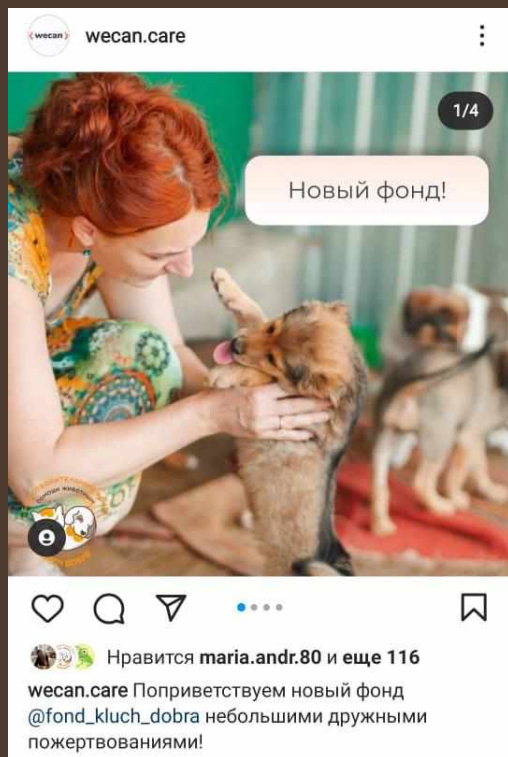 ‹wecan›
wecan.care
1/4
Новый фонд!
Нравится maria.andr.80 и еще 116
wecan.care Поприветствуем новый фонд
@fond_kluch_dobra небольшими дружными
пожертвованиями!